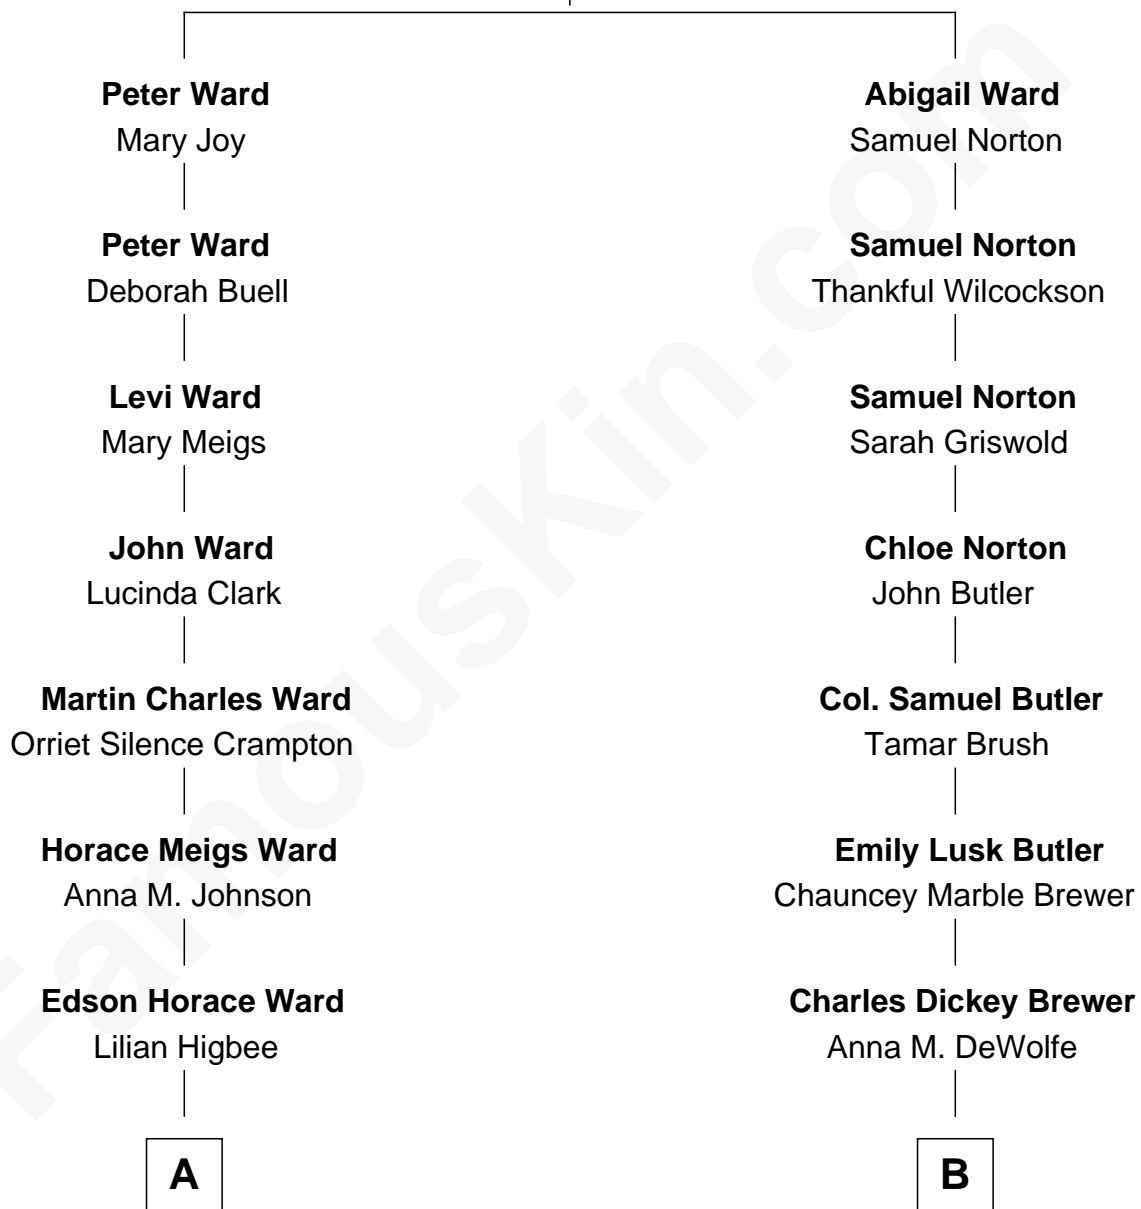 Peter Ward
Mary Joy
Abigail Ward
Samuel Norton
Peter Ward
Deborah Buell
Samuel Norton
Thankful Wilcockson
Levi Ward
Mary Meigs
Samuel Norton
Sarah Griswold
John Ward
Lucinda Clark
Chloe Norton
John Butler
Martin Charles Ward
Orriet Silence Crampton
Col. Samuel Butler
Tamar Brush
Horace Meigs Ward
Anna M. Johnson
Emily Lusk Butler
Chauncey Marble Brewer
Edson Horace Ward
Lilian Higbee
Charles Dickey Brewer
Anna M. DeWolfe
A
B
FamousKin.com